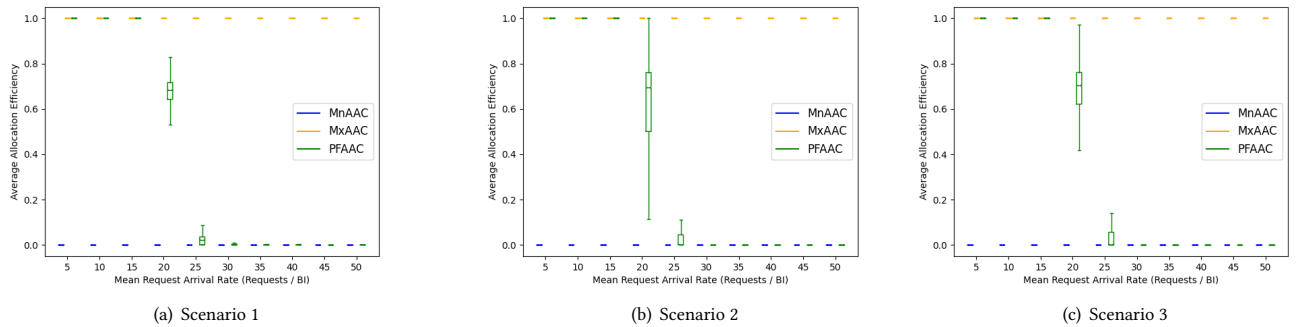 1.0
0.8
0.6
0.4
0.2
0.0
Average Allocation Efficiency
MnAAC
MxAAC
PFAAC
5 10 15 20 25 30 35 40 45 50
Mean Request Arrival Rate (Requests / BI)
(a) Scenario 1
1.0
0.8
0.6
0.4
0.2
0.0
Average Allocation Efficiency
MnAAC
MxAAC
PFAAC
5 10 15 20 25 30 35 40 45 50
Mean Request Arrival Rate (Requests / BI)
(b) Scenario 2
1.0
0.8
0.6
0.4
0.2
0.0
Average Allocation Efficiency
MnAAC
MxAAC
PFAAC
5 10 15 20 25 30 35 40 45 50
Mean Request Arrival Rate (Requests / BI)
(c) Scenario 3